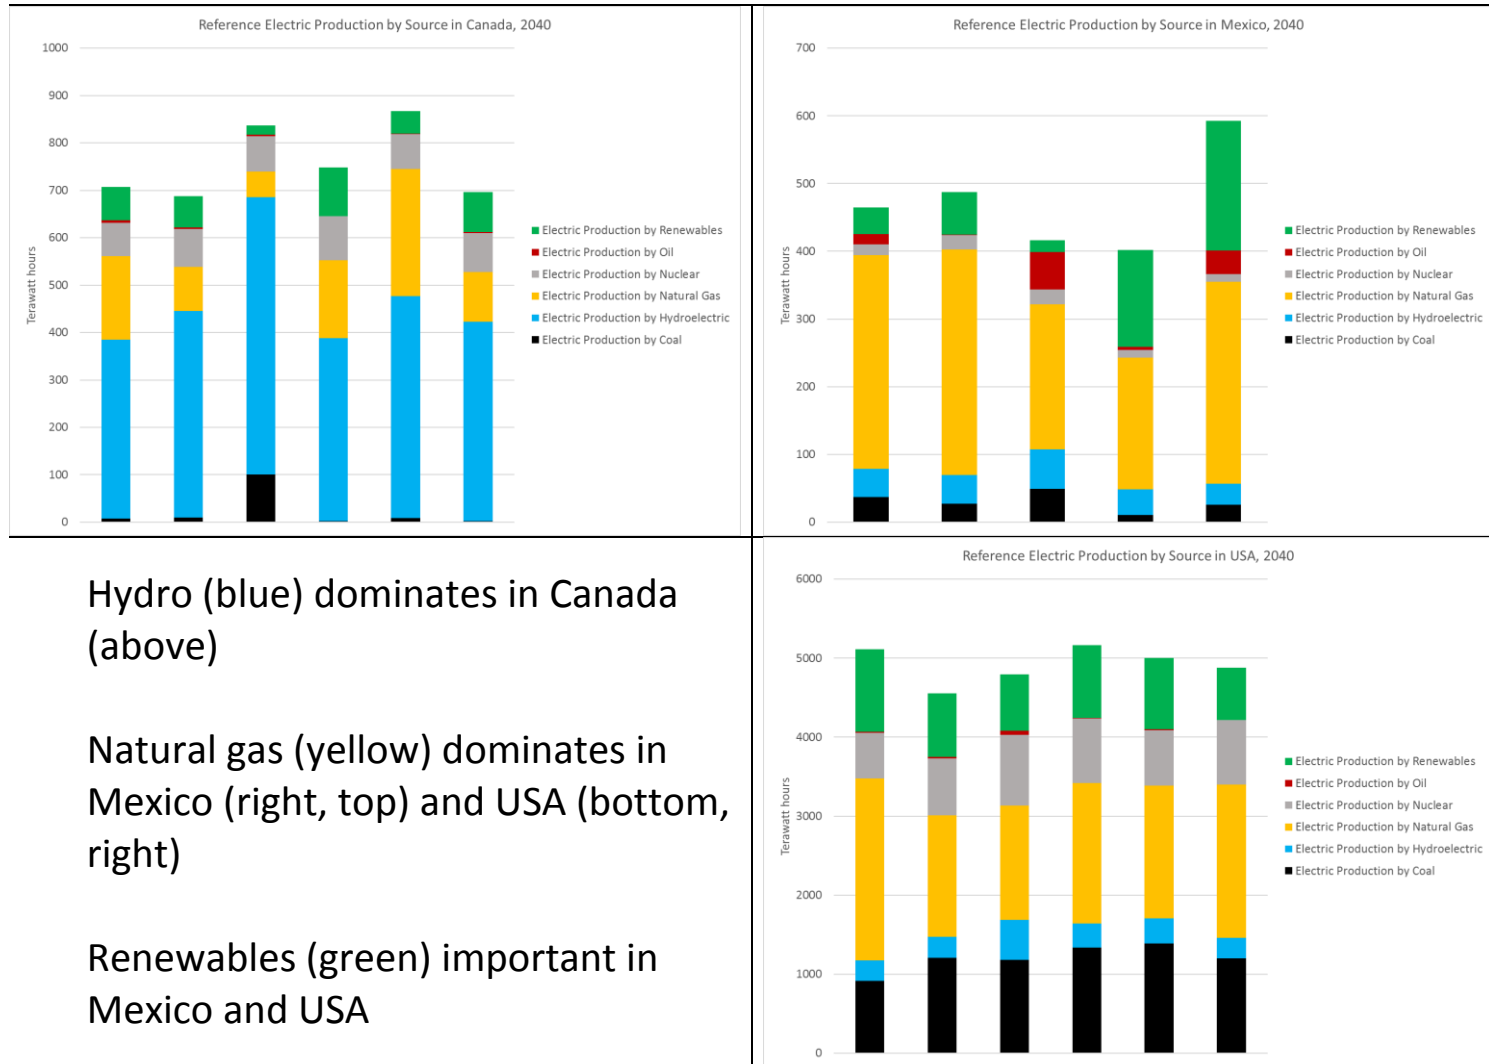 Reference Electric Production by Source in Canada, 2040
1000
900
800
700
600
500
400
300
200
100
0
Terawatt hours
Electric Production by Renewables
Electric Production by Oil
Electric Production by Nuclear
Electric Production by Natural Gas
Electric Production by Hydroelectric
Electric Production by Coal
Reference Electric Production by Source in Mexico, 2040
700
600
500
400
300
200
100
0
Terawatt hours
Electric Production by Renewables
Electric Production by Oil
Electric Production by Nuclear
Electric Production by Natural Gas
Electric Production by Hydroelectric
Electric Production by Coal
Hydro (blue) dominates in Canada
(above)
Natural gas (yellow) dominates in
Mexico (right, top) and USA (bottom,
right)
Renewables (green) important in
Mexico and USA
Reference Electric Production by Source in USA, 2040
6000
5000
4000
3000
2000
1000
0
Terawatt hours
Electric Production by Renewables
Electric Production by Oil
Electric Production by Nuclear
Electric Production by Natural Gas
Electric Production by Hydroelectric
Electric Production by Coal